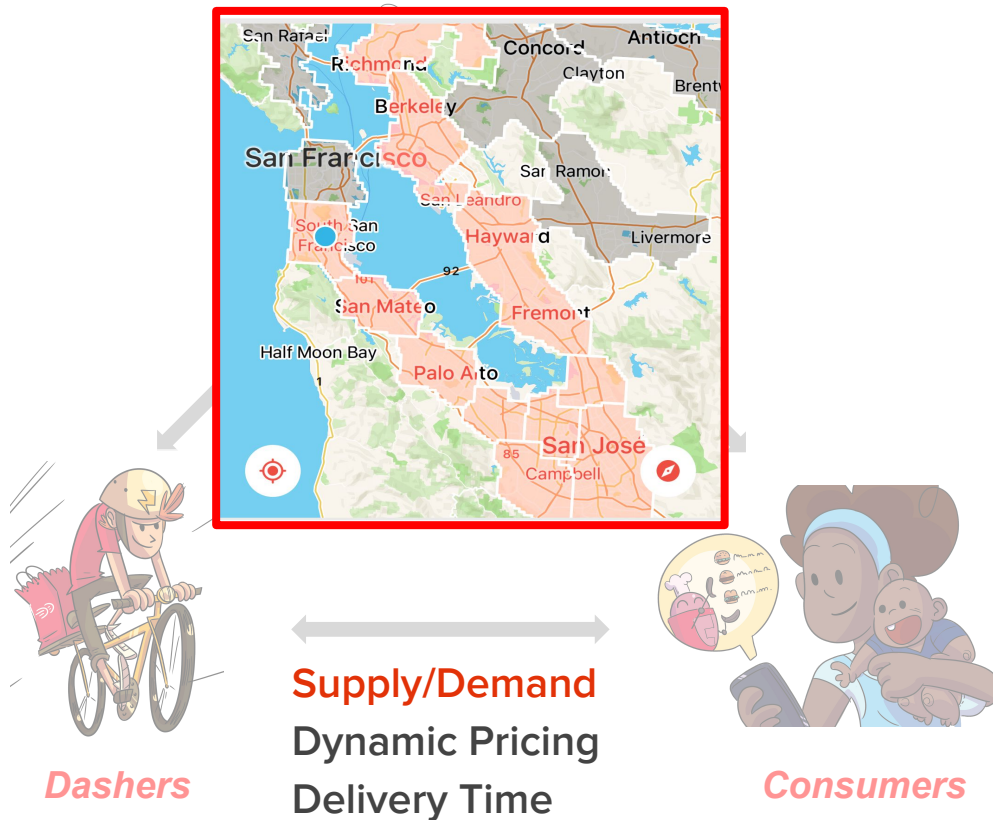 San Rafael
Richmond
Concord
Antioch
Clayton
Berkeley
San Francisco
San Ramon
San Leandro
South San
Francisco
Hayward
Livermore
101
92
San Mateo
Fremont
Half Moon Bay
1
Palo Alto
San José
85
Campbell
Supply/Demand
Dynamic Pricing
Delivery Time
Dashers
Consumers